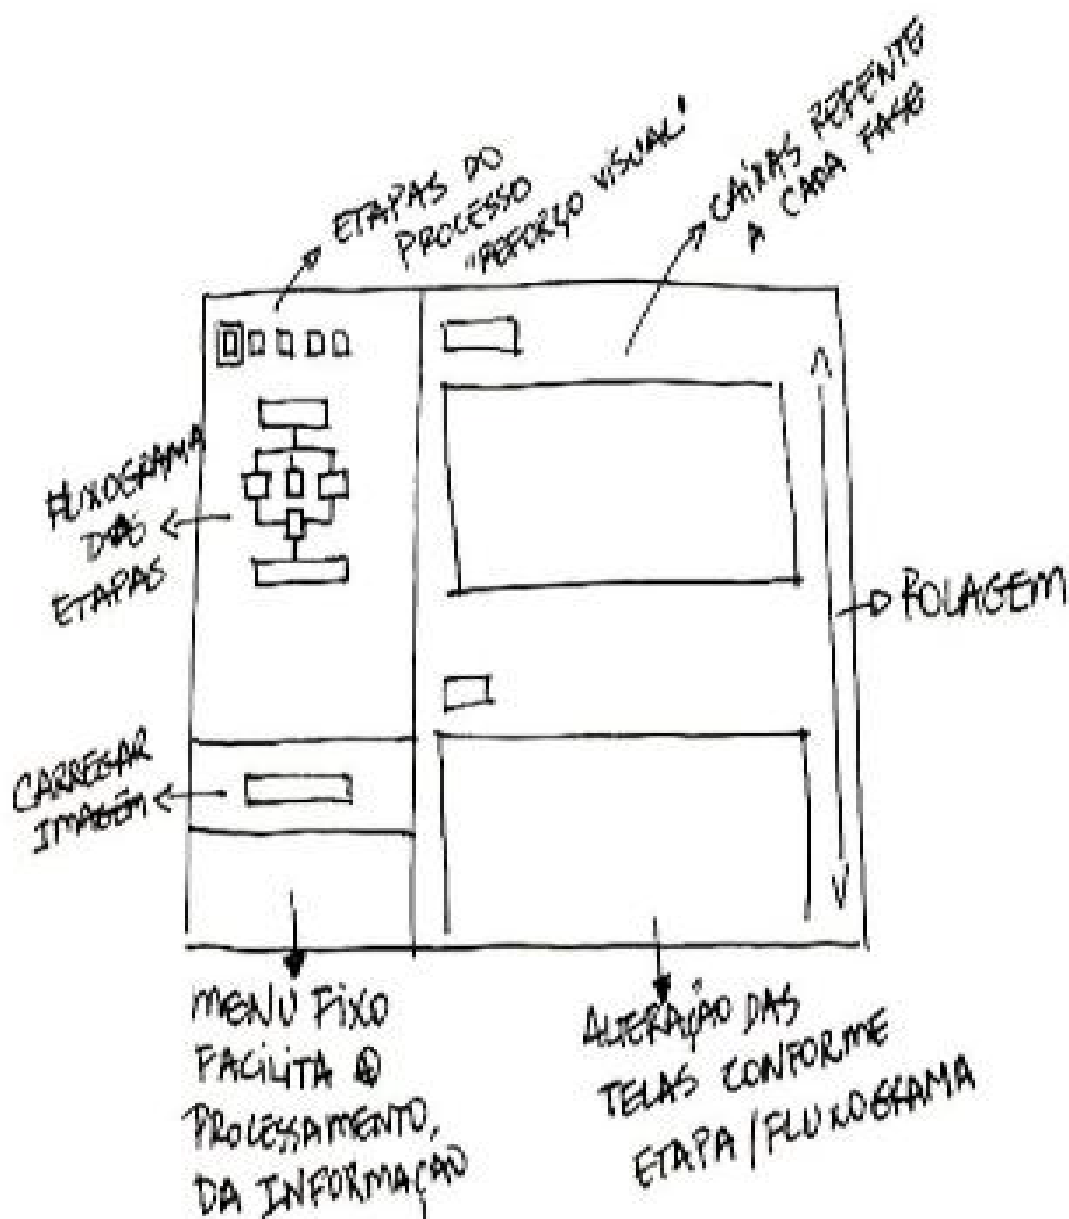 ETAPAS DO
PROCESSO
"REFORÇO VISUAL"
CAIXAS REFENTE
A CADA FASE
FLUXOGRAMA
DAS
ETAPAS
ROLAGEM
CARREGAR
IMAGEM
MENU FIXO
FACILITA O
PROCESSAMENTO,
DA INFORMAÇÃO
ALTERAÇÃO DAS
TELAS CONFORME
ETAPA/FLUXOGRAMA